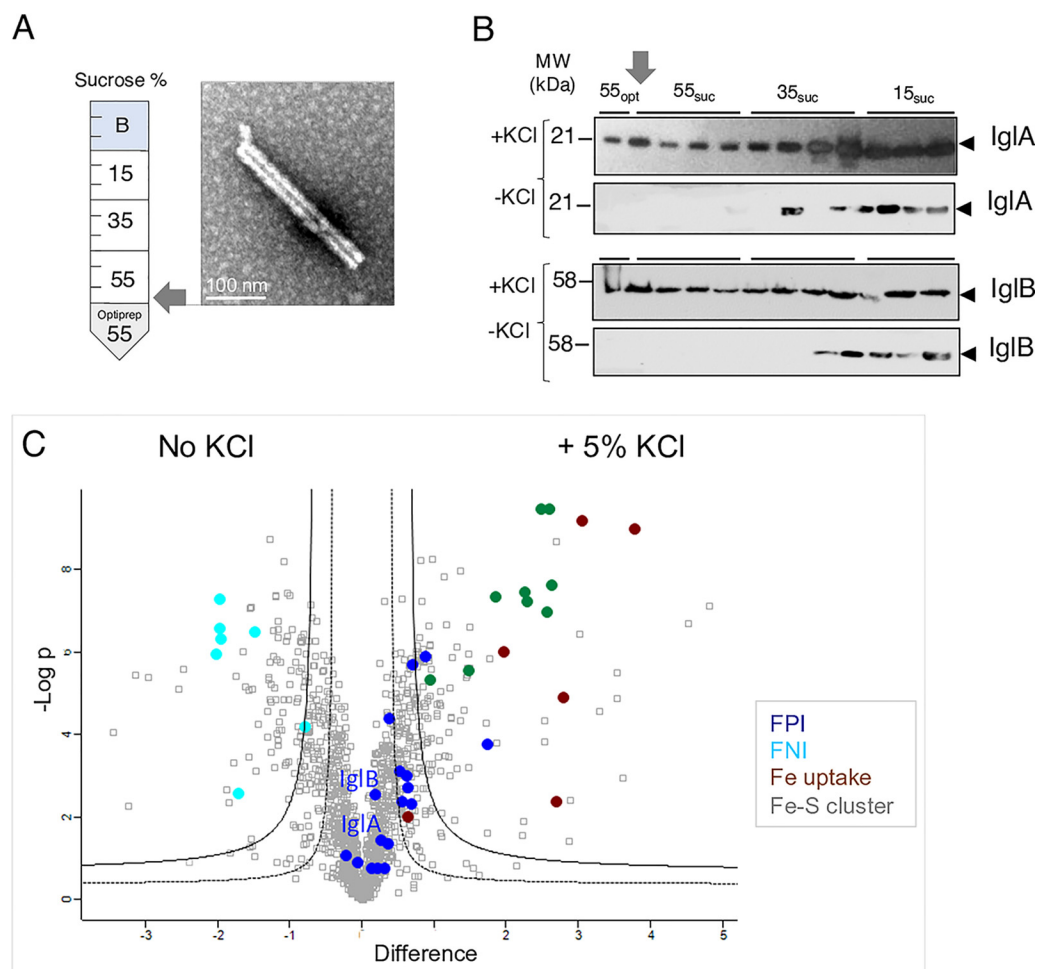 A
Sucrose %
B
15
35
55
Optiprep
55
100 nm
B
MW
(kDa)
55opt 55suc 35suc 15suc
+KCl 21 IglA
-KCl 21 IglA
+KCl 58 IglB
-KCl 58 IglB
C
No KCl + 5% KCl
-Log p
8
6
4
2
0
IglB
IglA
-3 -2 -1 2 3 4 5
Difference
FPI
FNI
Fe uptake
Fe-S cluster